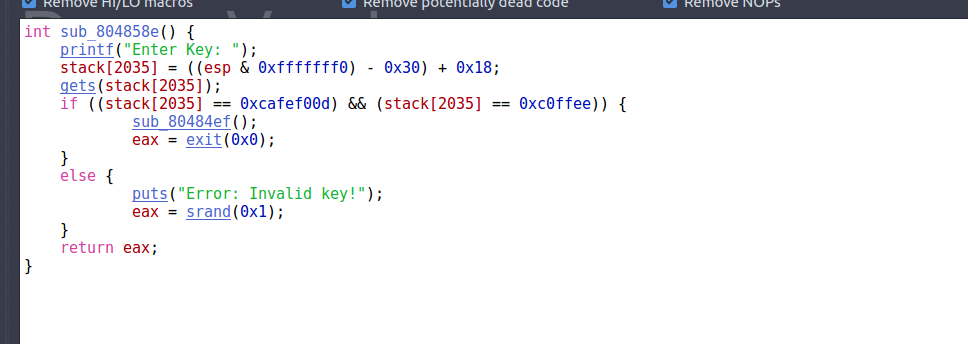 Remove HI/LO macros Remove potentially dead code Remove NOPs
int sub_804858e() {
    printf("Enter Key: ");
    stack[2035] = ((esp & 0xfffffff0) - 0x30) + 0x18;
    gets(stack[2035]);
    if ((stack[2035] == 0xcafef00d) && (stack[2035] == 0xc0ffee)) {
            sub_80484ef();
            eax = exit(0x0);
    }
    else {
            puts("Error: Invalid key!");
            eax = srand(0x1);
    }
    return eax;
}